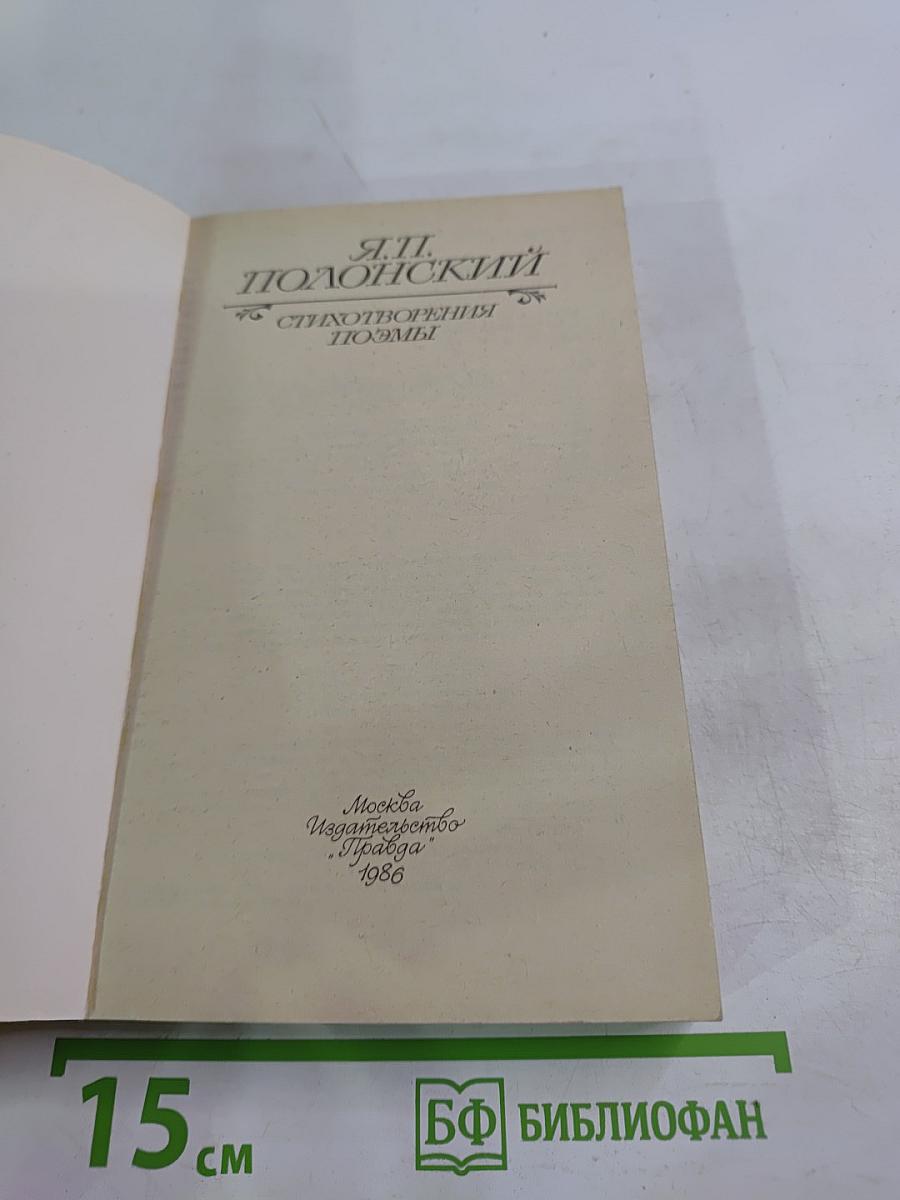 Я.П.
ПОЛОНСКИЙ
СТИХОТВОРЕНИЯ
ПОЭМЫ
Москва
Издательство
„Правда"
1986
15 см
БФ БИБЛИОФАН